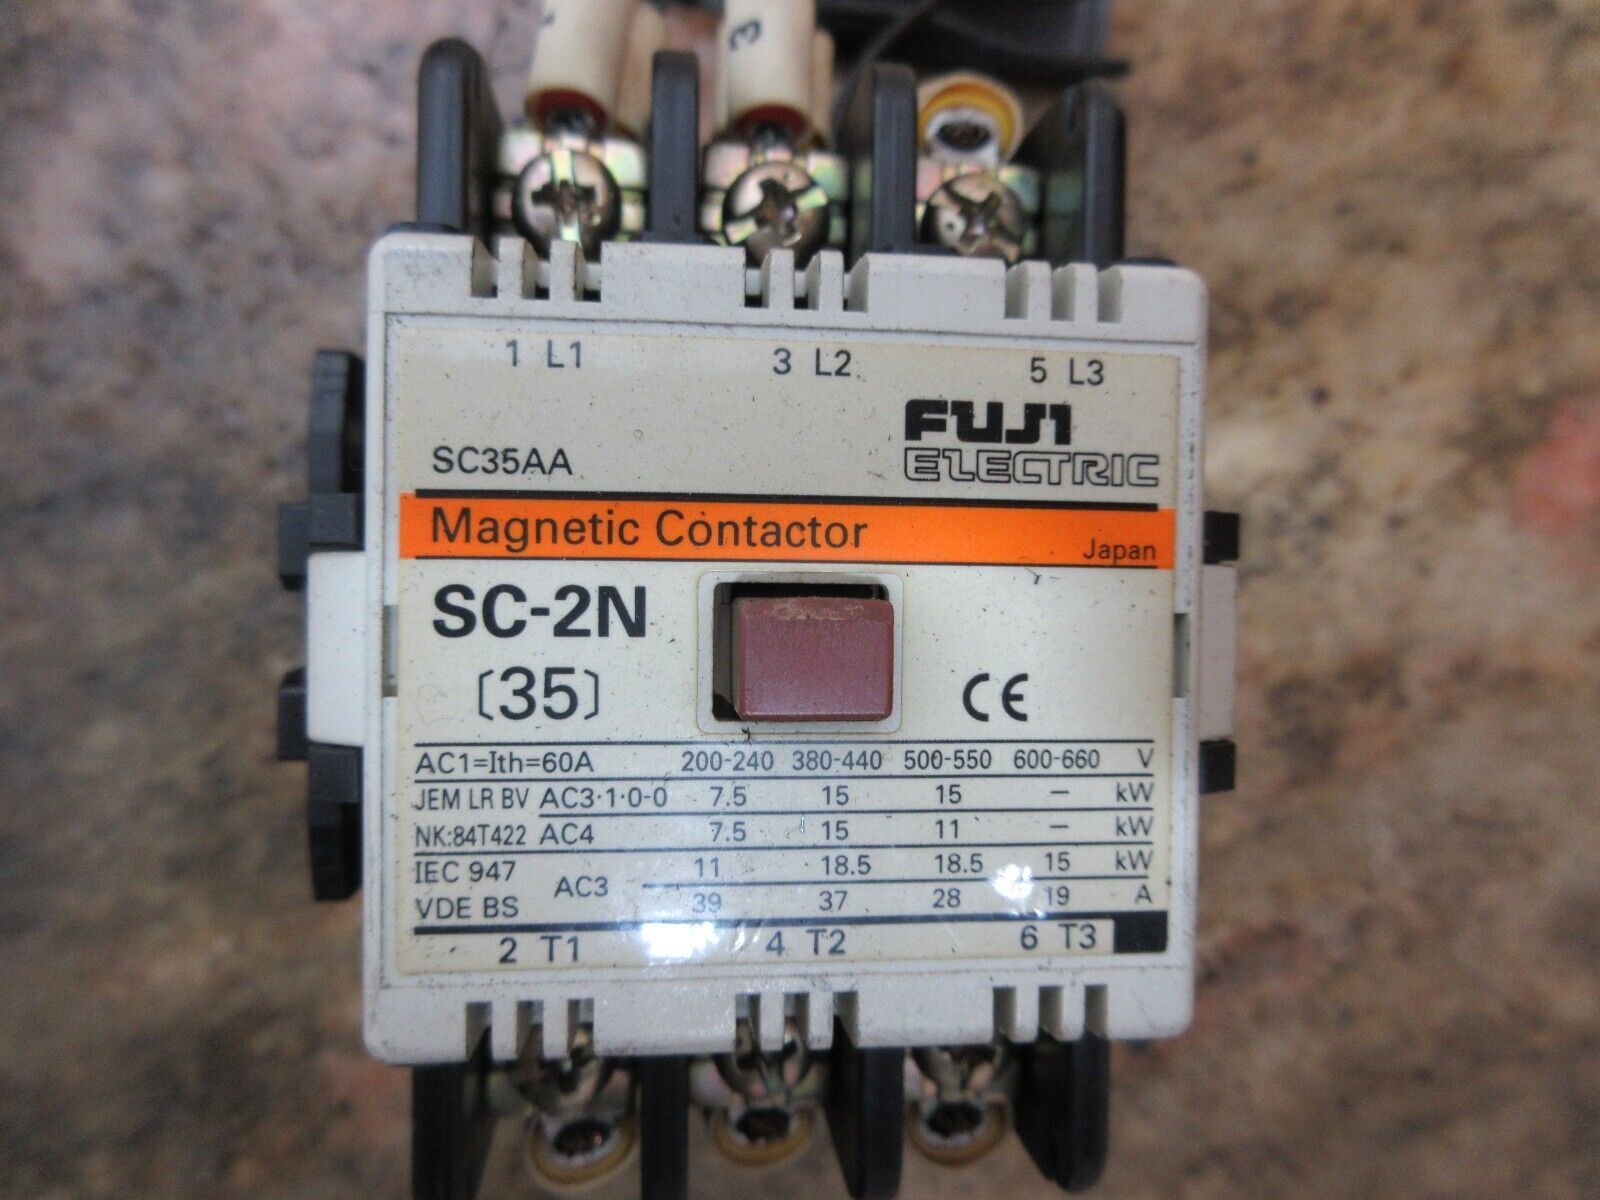 3
1 L1 3 L2 5 L3
FUJI
ELECTRIC
SC35AA
Magnetic Contactor Japan
SC-2N
(35)
CE
AC1=Ith=60A 200-240 380-440 500-550 600-660 V
JEM LR BV AC3·1·0-0 7.5 15 15 – kW
NK:84T422 AC4 7.5 15 11 – kW
IEC 947 AC3 11 18.5 18.5 15 kW
VDE BS 39 37 28 19 A
2 T1 4 T2 6 T3